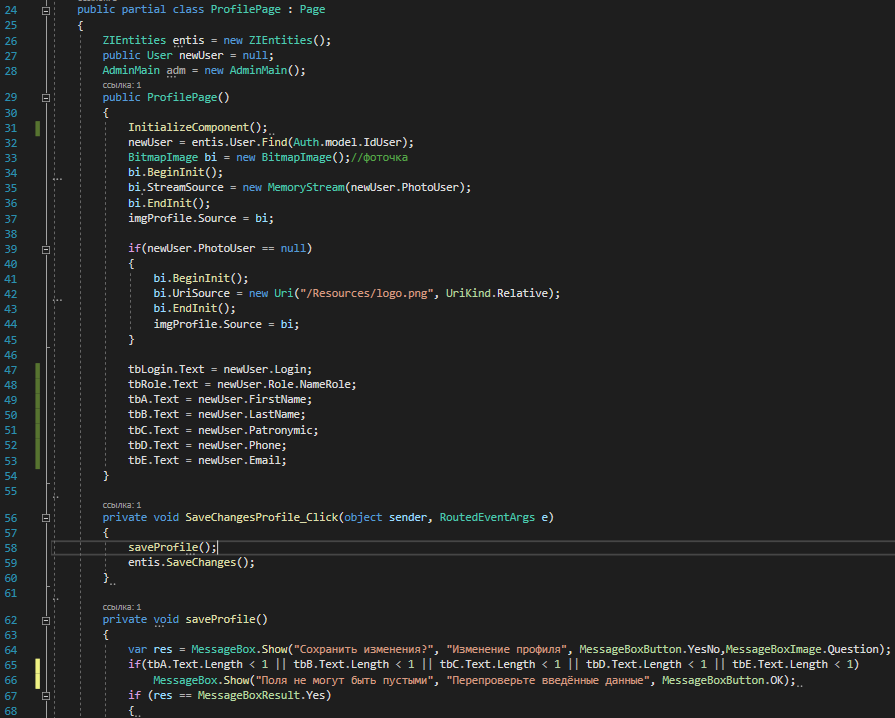 24 public partial class ProfilePage : Page
25 {
26 ZIEntities entis = new ZIEntities();
27 public User newUser = null;
28 AdminMain adm = new AdminMain();
ссылка: 1
29 public ProfilePage()
30 {
31 InitializeComponent();
32 newUser = entis.User.Find(Auth.model.IdUser);
33 BitmapImage bi = new BitmapImage();//фоточка
34 bi.BeginInit();
35 bi.StreamSource = new MemoryStream(newUser.PhotoUser);
36 bi.EndInit();
37 imgProfile.Source = bi;
38
39 if(newUser.PhotoUser == null)
40 {
41 bi.BeginInit();
42 bi.UriSource = new Uri("/Resources/logo.png", UriKind.Relative);
43 bi.EndInit();
44 imgProfile.Source = bi;
45 }
46
47 tbLogin.Text = newUser.Login;
48 tbRole.Text = newUser.Role.NameRole;
49 tbA.Text = newUser.FirstName;
50 tbB.Text = newUser.LastName;
51 tbC.Text = newUser.Patronymic;
52 tbD.Text = newUser.Phone;
53 tbE.Text = newUser.Email;
54 }
55
ссылка: 1
56 private void SaveChangesProfile_Click(object sender, RoutedEventArgs e)
57 {
58 saveProfile();
59 entis.SaveChanges();
60 }
61
ссылка: 1
62 private void saveProfile()
63 {
64 var res = MessageBox.Show("Сохранить изменения?", "Изменение профиля", MessageBoxButton.YesNo,MessageBoxImage.Question);
65 if(tbA.Text.Length < 1 || tbB.Text.Length < 1 || tbC.Text.Length < 1 || tbD.Text.Length < 1 || tbE.Text.Length < 1)
66 MessageBox.Show("Поля не могут быть пустыми", "Перепроверьте введённые данные", MessageBoxButton.OK);
67 if (res == MessageBoxResult.Yes)
68 {